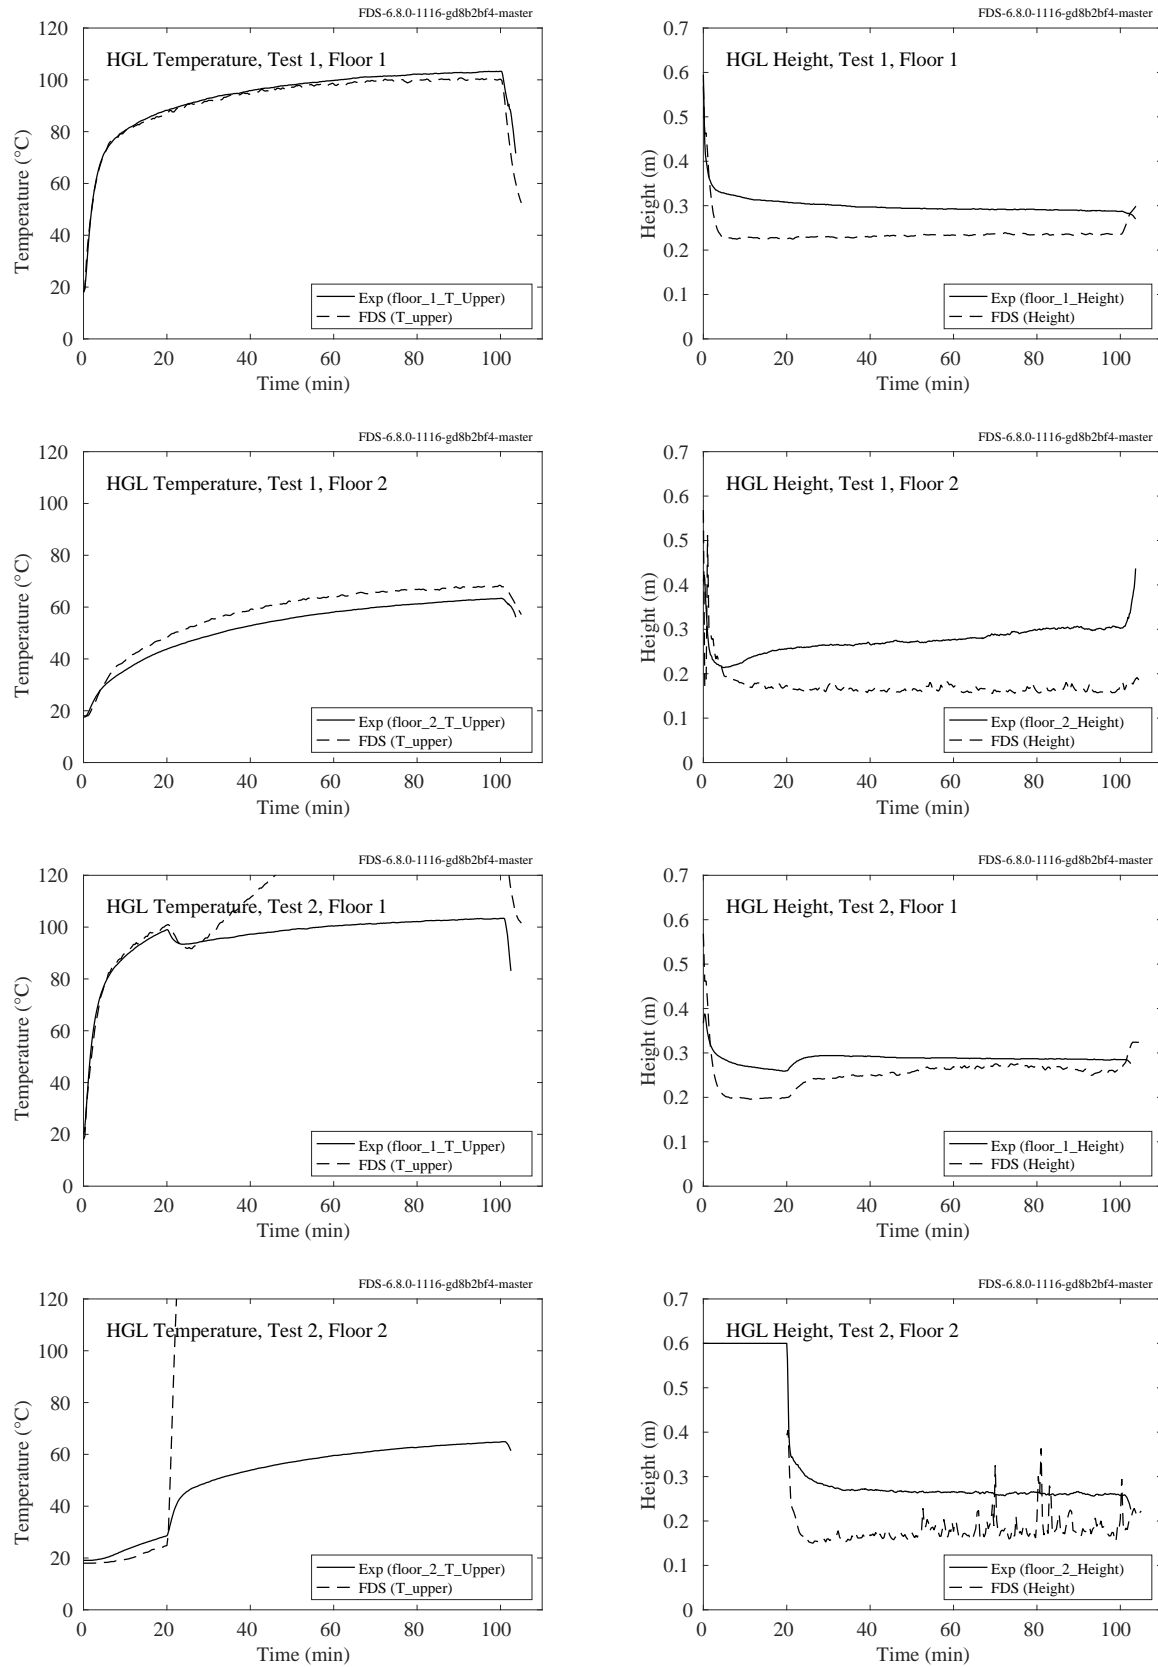 FDS-6.8.0-1116-gd8b2bf4-master
HGL Temperature, Test 1, Floor 1
Temperature (°C)
120
100
80
60
40
20
0
0 20 40 60 80 100
Time (min)
Exp (floor_1_T_Upper)
FDS (T_upper)
FDS-6.8.0-1116-gd8b2bf4-master
HGL Height, Test 1, Floor 1
Height (m)
0.7
0.6
0.5
0.4
0.3
0.2
0.1
0
0 20 40 60 80 100
Time (min)
Exp (floor_1_Height)
FDS (Height)
FDS-6.8.0-1116-gd8b2bf4-master
HGL Temperature, Test 1, Floor 2
Temperature (°C)
120
100
80
60
40
20
0
0 20 40 60 80 100
Time (min)
Exp (floor_2_T_Upper)
FDS (T_upper)
FDS-6.8.0-1116-gd8b2bf4-master
HGL Height, Test 1, Floor 2
Height (m)
0.7
0.6
0.5
0.4
0.3
0.2
0.1
0
0 20 40 60 80 100
Time (min)
Exp (floor_2_Height)
FDS (Height)
FDS-6.8.0-1116-gd8b2bf4-master
HGL Temperature, Test 2, Floor 1
Temperature (°C)
120
100
80
60
40
20
0
0 20 40 60 80 100
Time (min)
Exp (floor_1_T_Upper)
FDS (T_upper)
FDS-6.8.0-1116-gd8b2bf4-master
HGL Height, Test 2, Floor 1
Height (m)
0.7
0.6
0.5
0.4
0.3
0.2
0.1
0
0 20 40 60 80 100
Time (min)
Exp (floor_1_Height)
FDS (Height)
FDS-6.8.0-1116-gd8b2bf4-master
HGL Temperature, Test 2, Floor 2
Temperature (°C)
120
100
80
60
40
20
0
0 20 40 60 80 100
Time (min)
Exp (floor_2_T_Upper)
FDS (T_upper)
FDS-6.8.0-1116-gd8b2bf4-master
HGL Height, Test 2, Floor 2
Height (m)
0.7
0.6
0.5
0.4
0.3
0.2
0.1
0
0 20 40 60 80 100
Time (min)
Exp (floor_2_Height)
FDS (Height)